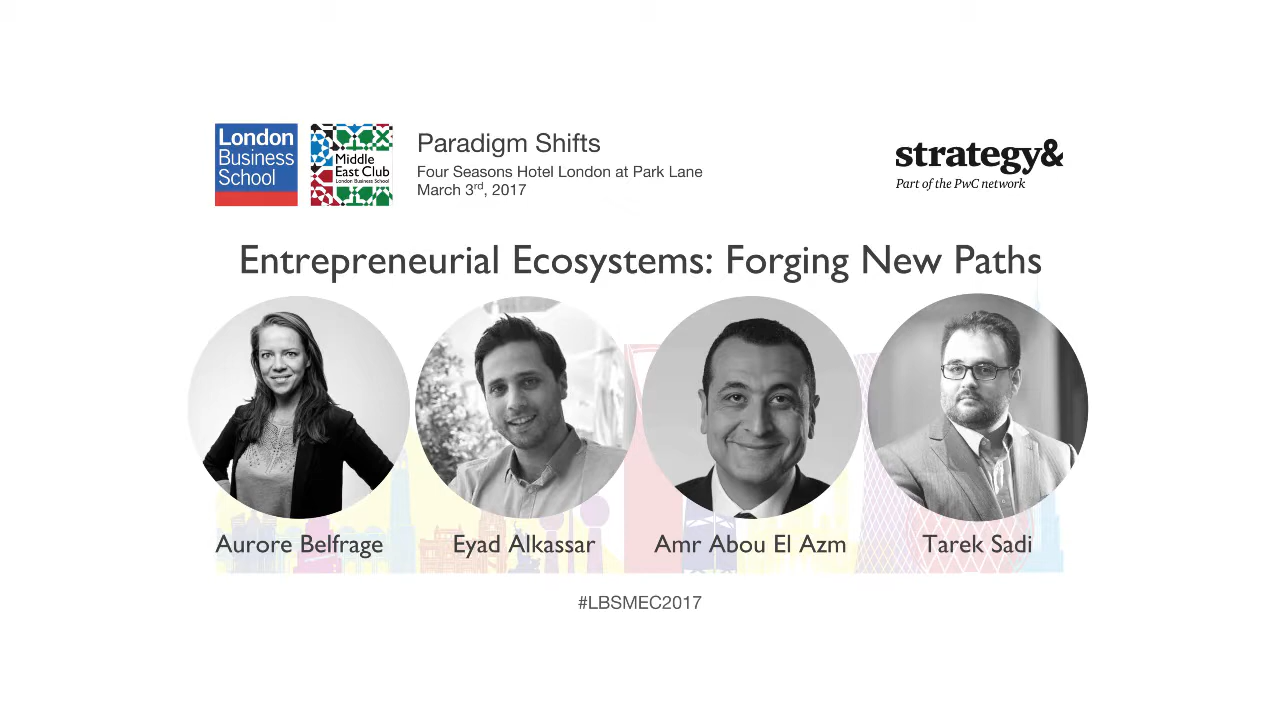 London
Business
School
Middle
East Club
London Business School
Paradigm Shifts
Four Seasons Hotel London at Park Lane
March 3rd, 2017
strategy&
Part of the PwC network
Entrepreneurial Ecosystems: Forging New Paths
Aurore Belfrage
Eyad Alkassar
Amr Abou El Azm
Tarek Sadi
#LBSMEC2017